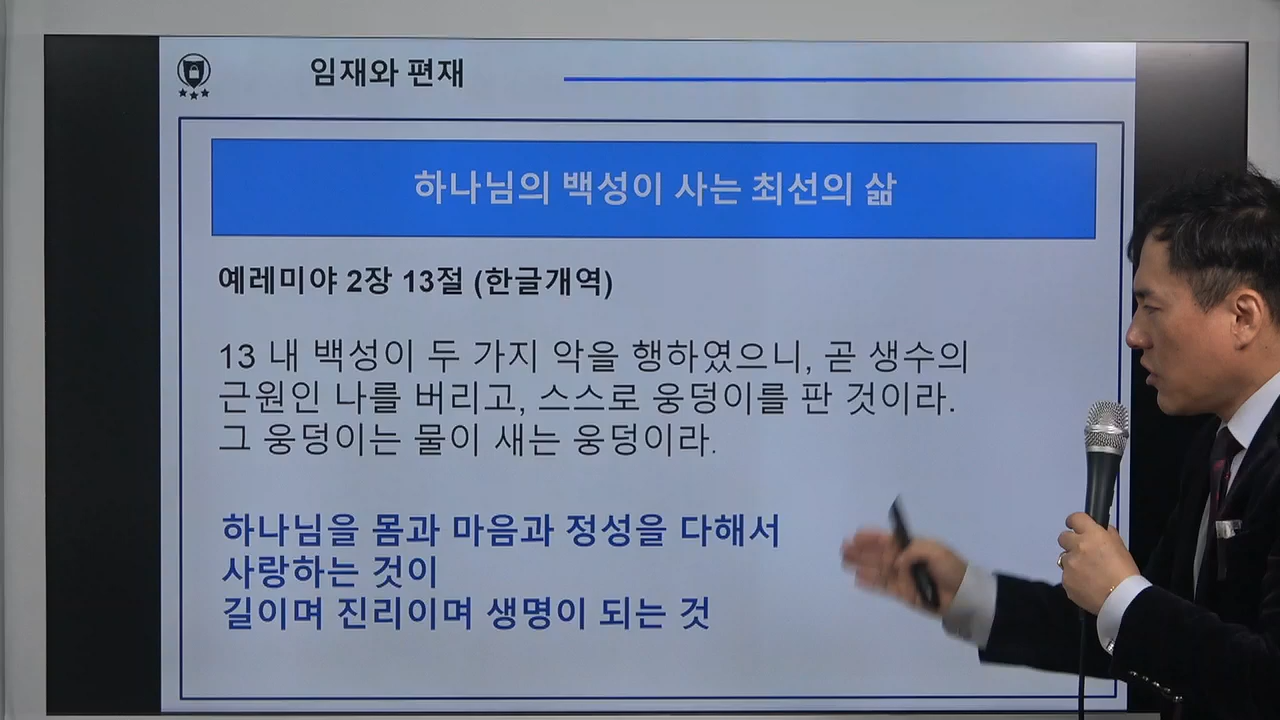 임재와 편재
하나님의 백성이 사는 최선의 삶
예레미야 2장 13절 (한글개역)
13 내 백성이 두 가지 악을 행하였으니, 곧 생수의
근원인 나를 버리고, 스스로 웅덩이를 판 것이라.
그 웅덩이는 물이 새는 웅덩이라.
하나님을 몸과 마음과 정성을 다해서
사랑하는 것이
길이며 진리이며 생명이 되는 것